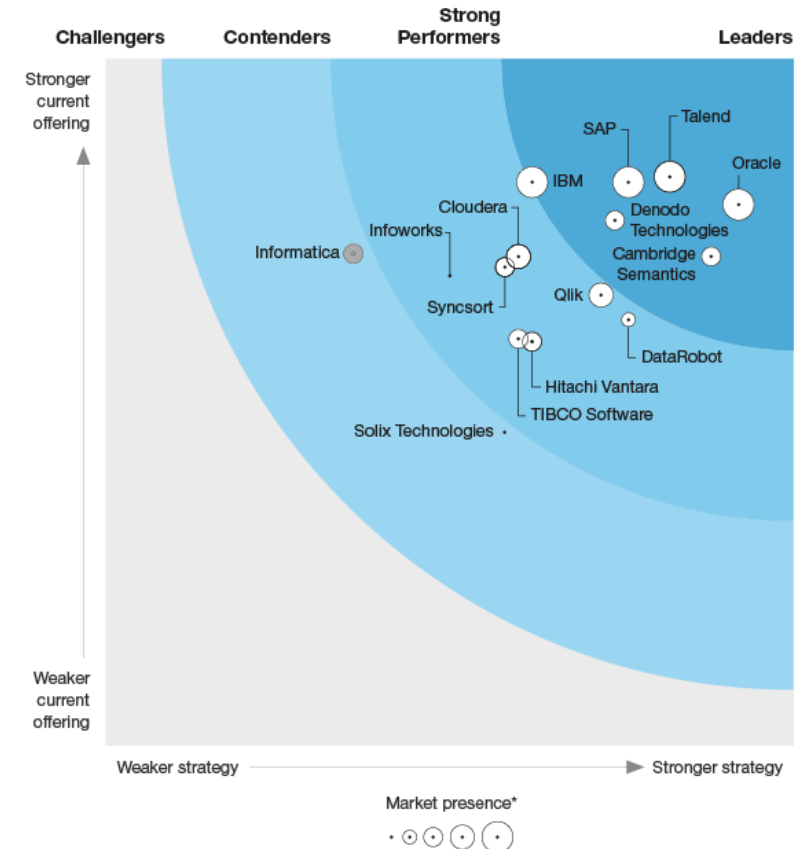 Strong
Challengers
Contenders
Performers
Leaders
Stronger
current
offering
Talend
SAP
Oracle
IBM
Cloudera
Denodo
Technologies
Infoworks
Informatica
Cambridge
Semantics
Qlik
Syncsort
DataRobot
Hitachi Vantara
TIBCO Software
Solix Technologies
Weaker
current
offering
Weaker strategy
Stronger strategy
Market presence*